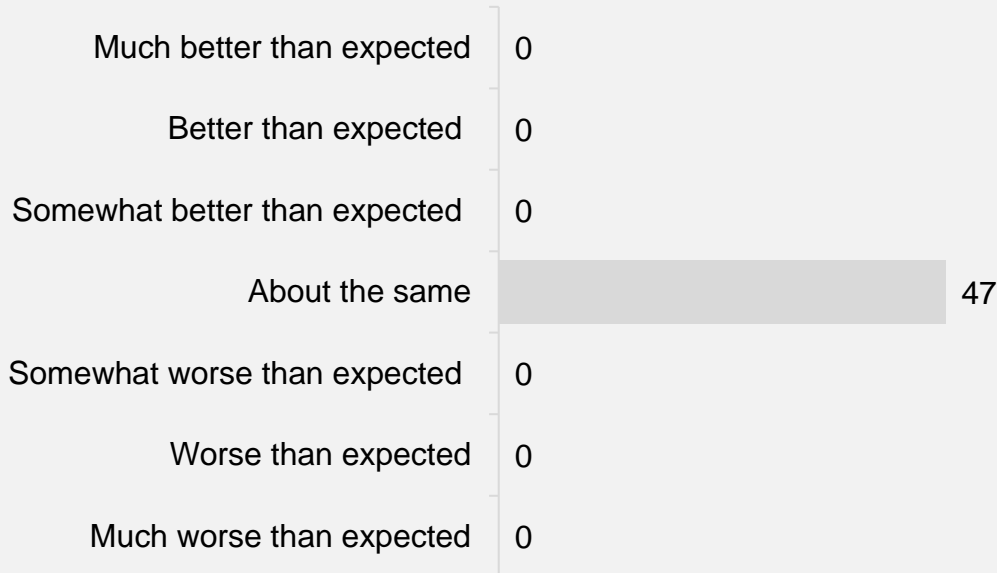 Much better than expected 0
Better than expected 0
Somewhat better than expected 0
About the same 47
Somewhat worse than expected 0
Worse than expected 0
Much worse than expected 0